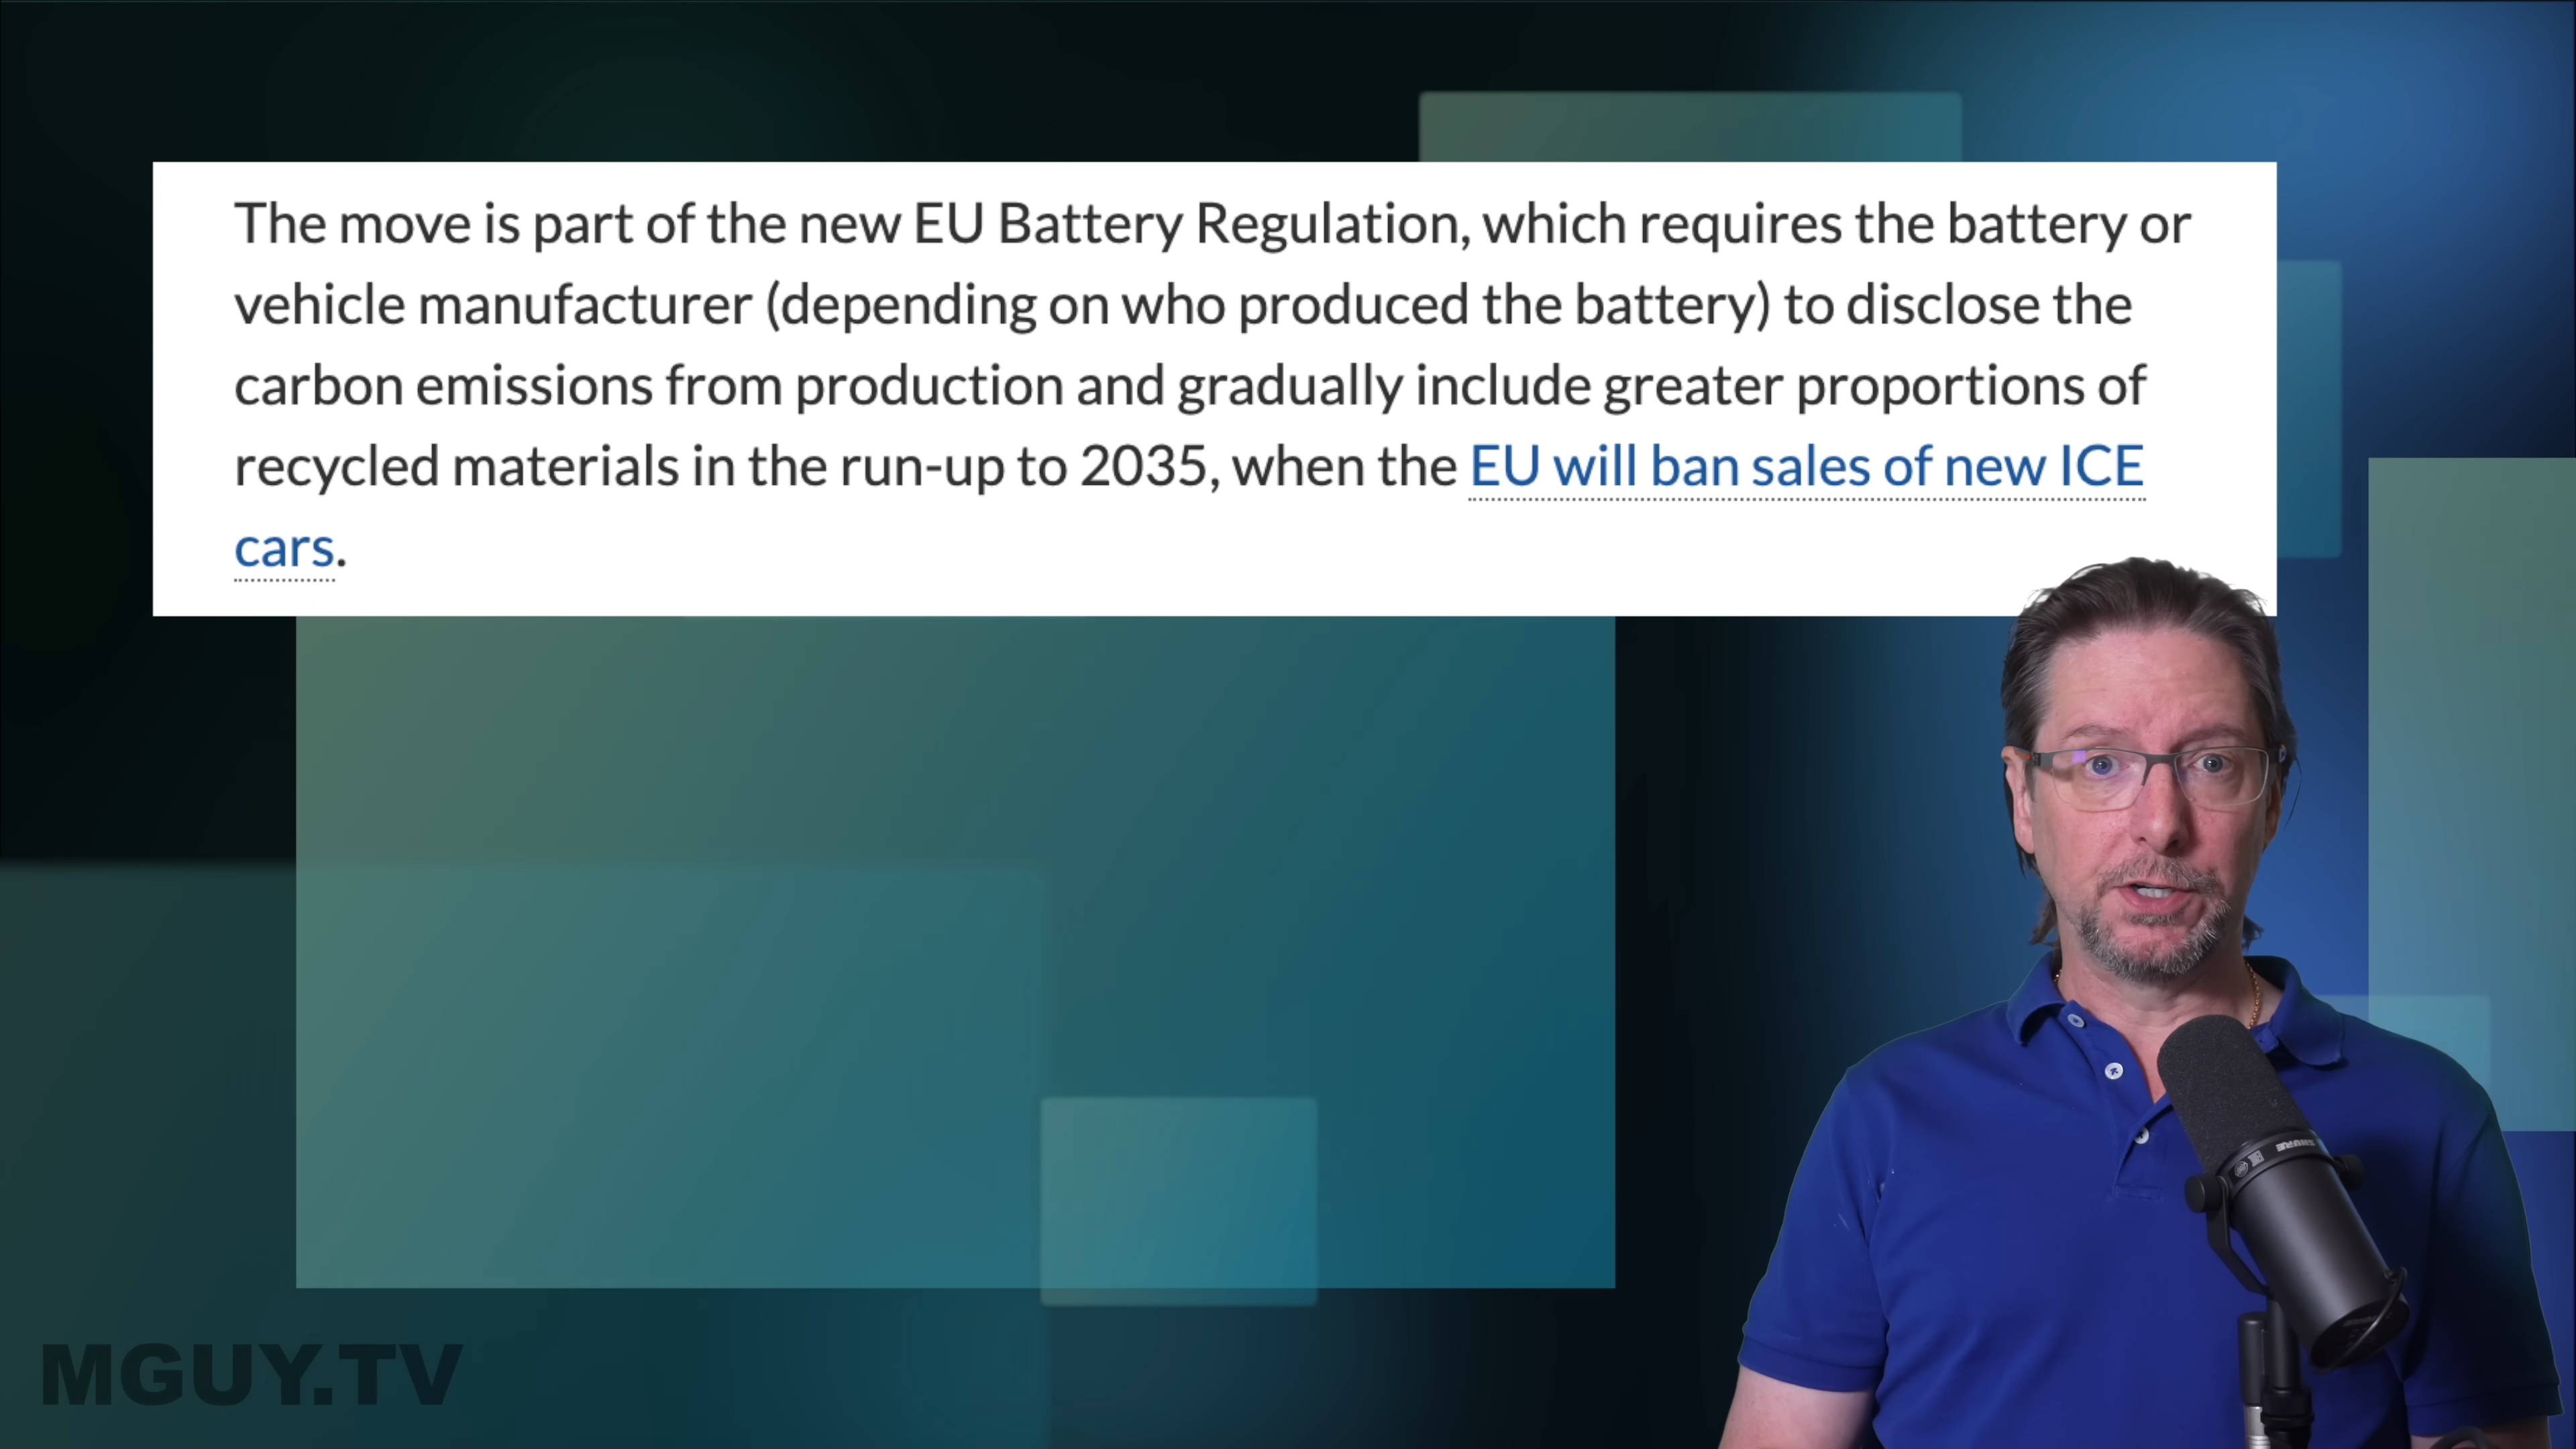 The move is part of the new EU Battery Regulation, which requires the battery or
vehicle manufacturer (depending on who produced the battery) to disclose the
carbon emissions from production and gradually include greater proportions of
recycled materials in the run-up to 2035, when the EU will ban sales of new ICE
cars.
SHURE
MGUY.TV